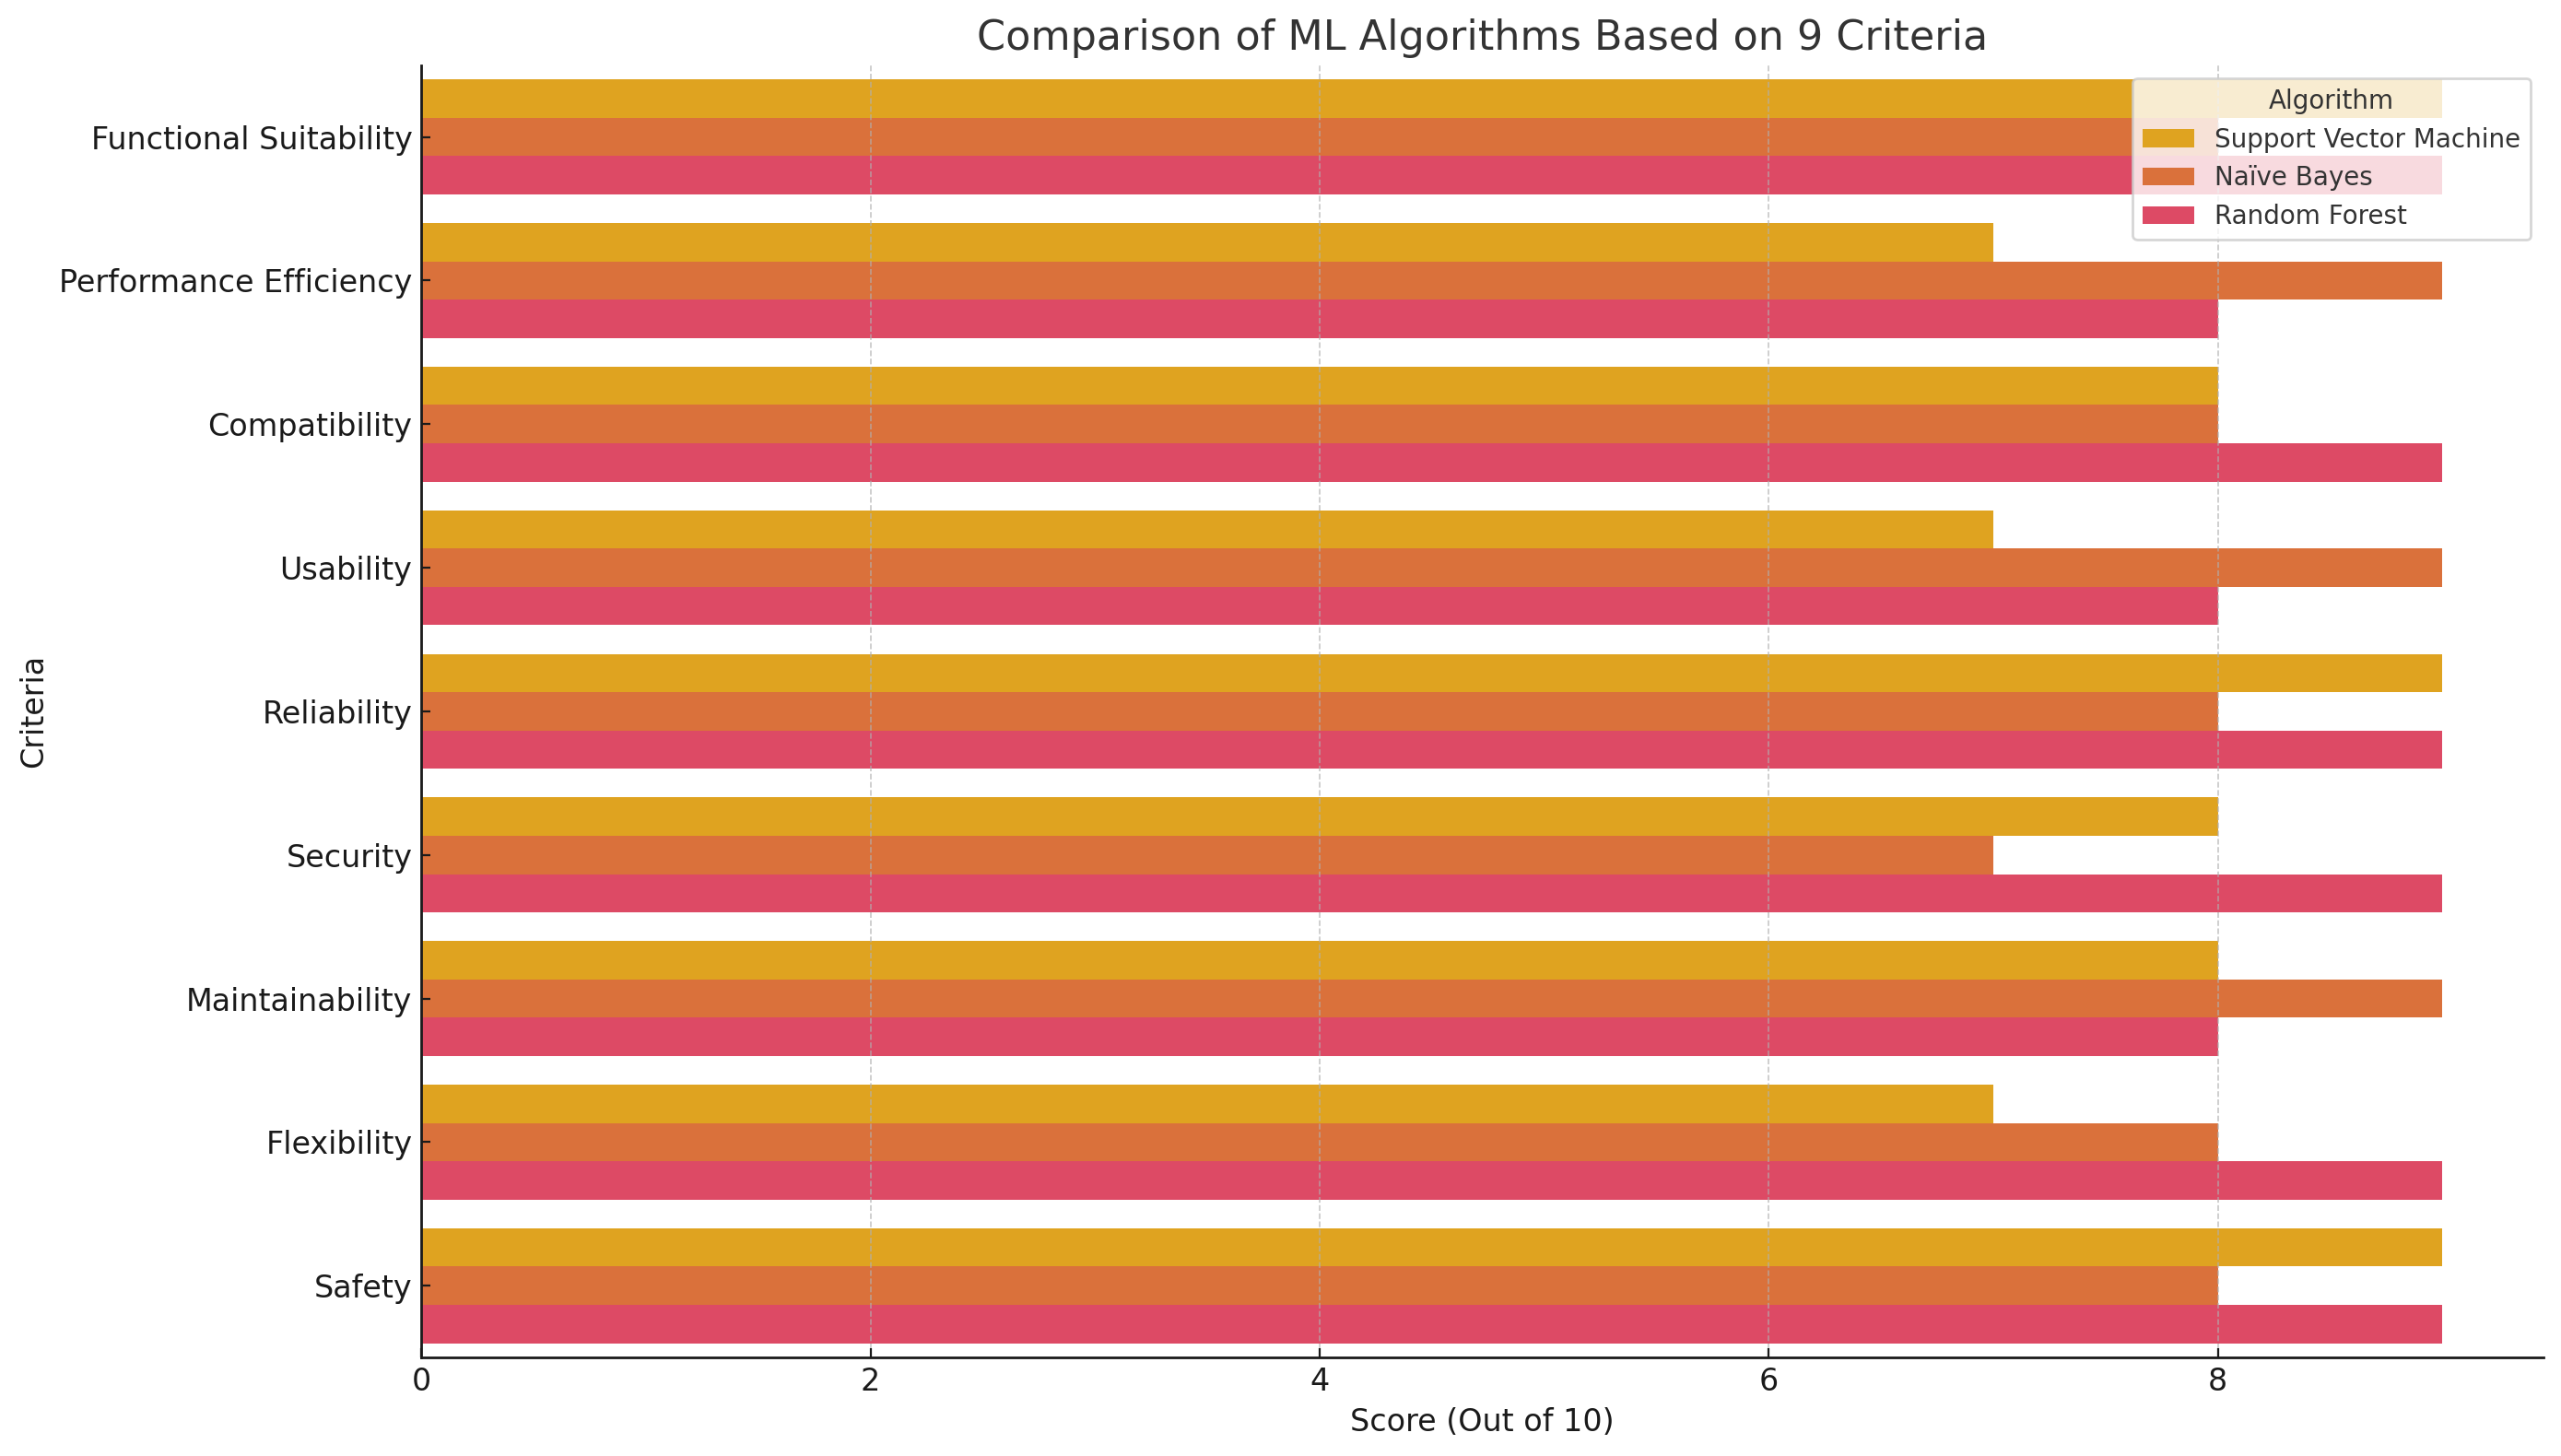 Comparison of ML Algorithms Based on 9 Criteria
Algorithm
Support Vector Machine
Naïve Bayes
Random Forest
Criteria
Functional Suitability
Performance Efficiency
Compatibility
Usability
Reliability
Security
Maintainability
Flexibility
Safety
0 2 4 6 8
Score (Out of 10)